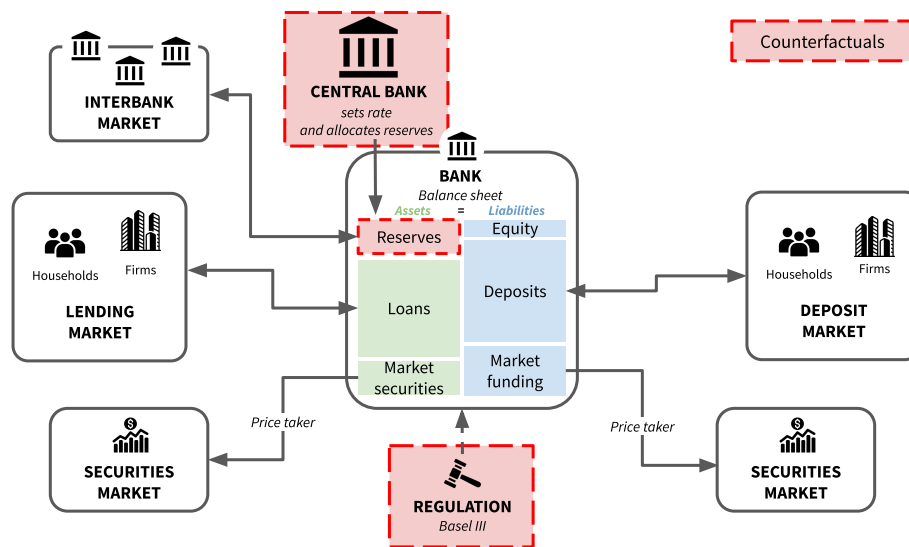 Counterfactuals
INTERBANK
MARKET
CENTRAL BANK
sets rate
and allocates reserves
BANK
Balance sheet
Assets = Liabilities
Reserves
Equity
Loans
Deposits
Market
securities
Market
funding
Households
Firms
LENDING
MARKET
Households
Firms
DEPOSIT
MARKET
Price taker
Price taker
$
SECURITIES
MARKET
REGULATION
Basel III
$
SECURITIES
MARKET